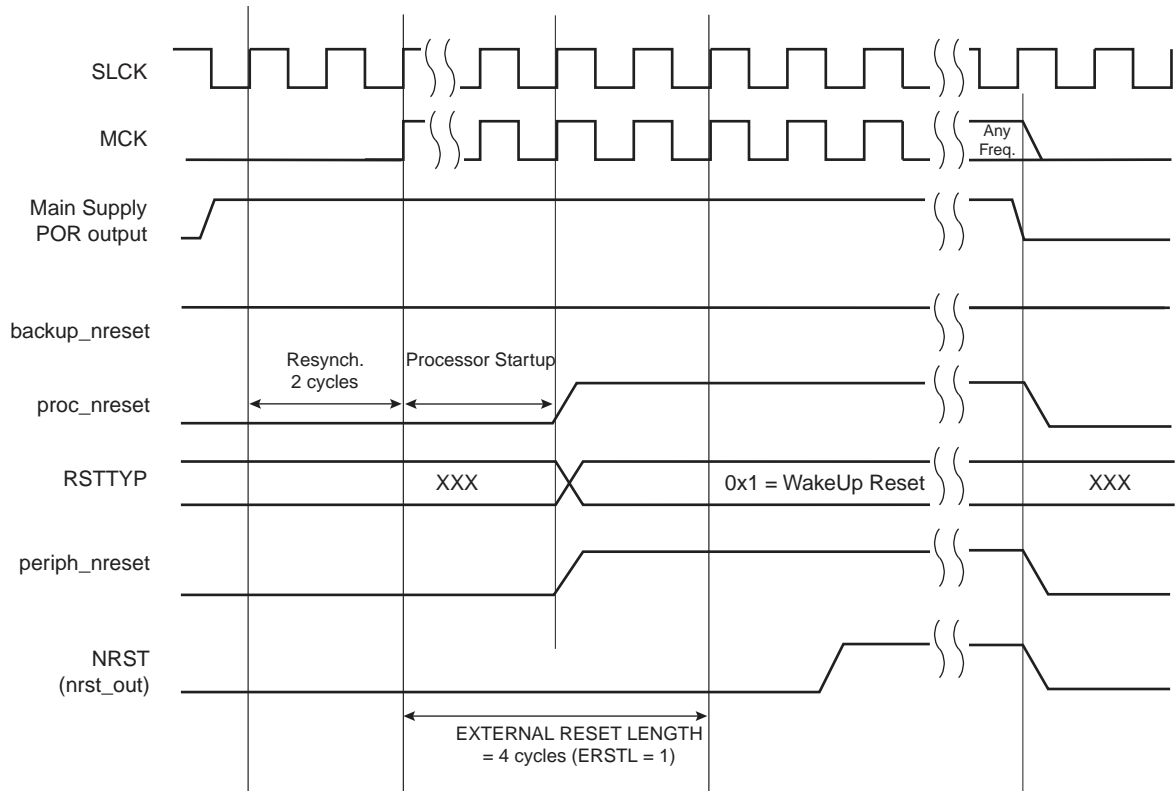 SLCK
MCK
Any
Freq.
Main Supply
POR output
backup_nreset
Resynch.
2 cycles
Processor Startup
proc_nreset
RSTTYP
XXX
0x1 = WakeUp Reset
XXX
periph_nreset
NRST
(nrst_out)
EXTERNAL RESET LENGTH
= 4 cycles (ERSTL = 1)